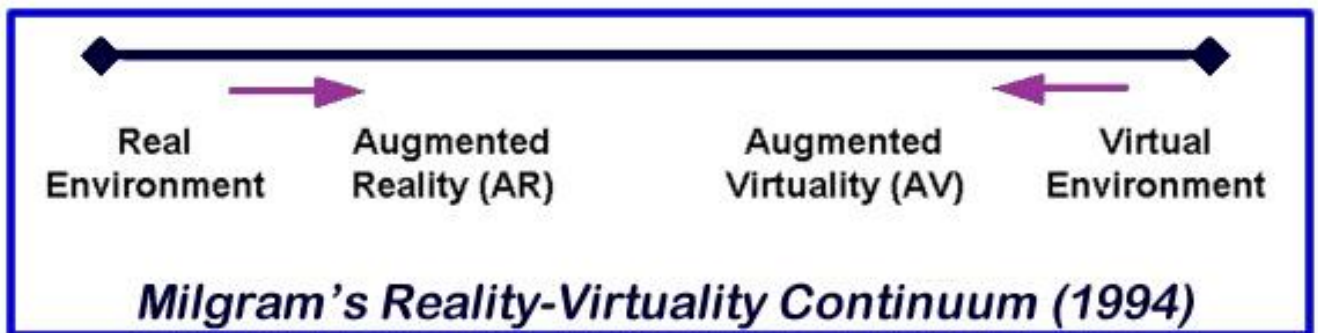 Real Environment
Augmented Reality (AR)
Augmented Virtuality (AV)
Virtual Environment
Milgram's Reality-Virtuality Continuum (1994)